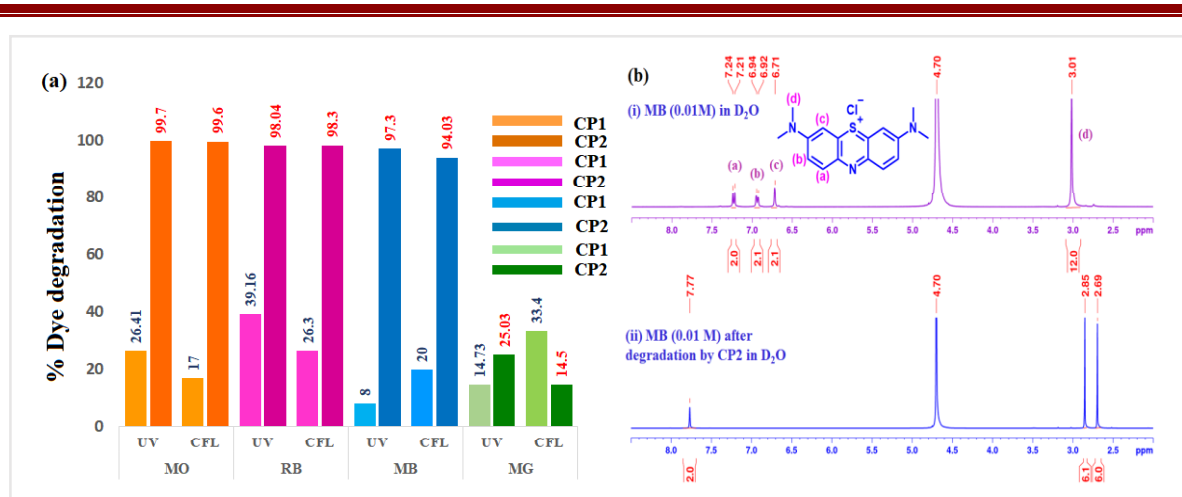 (a)
120
100
80
60
40
20
0
% Dye degradation
26.41
99.7
17
99.6
39.16
98.04
26.3
98.3
8
97.3
20
94.03
14.73
25.03
33.4
14.5
UV CFL UV CFL UV CFL UV CFL
MO RB MB MG
CP1
CP2
CP1
CP2
CP1
CP2
CP1
CP2
(b)
7.24
7.21
6.94
6.92
6.71
4.70
3.01
(i) MB (0.01M) in D₂O
(d)
(c)
(b)
(a)
N
S
+
Cl⁻
N
N
(a)
(b)
(c)
(d)
8.0 7.5 7.0 6.5 6.0 5.5 5.0 4.5 4.0 3.5 3.0 2.5 ppm
2.0
2.1
2.1
12.0
7.77
4.70
2.85
2.69
(ii) MB (0.01 M) after
degradation by CP2 in D₂O
8.0 7.5 7.0 6.5 6.0 5.5 5.0 4.5 4.0 3.5 3.0 2.5 ppm
2.0
6.1
6.0